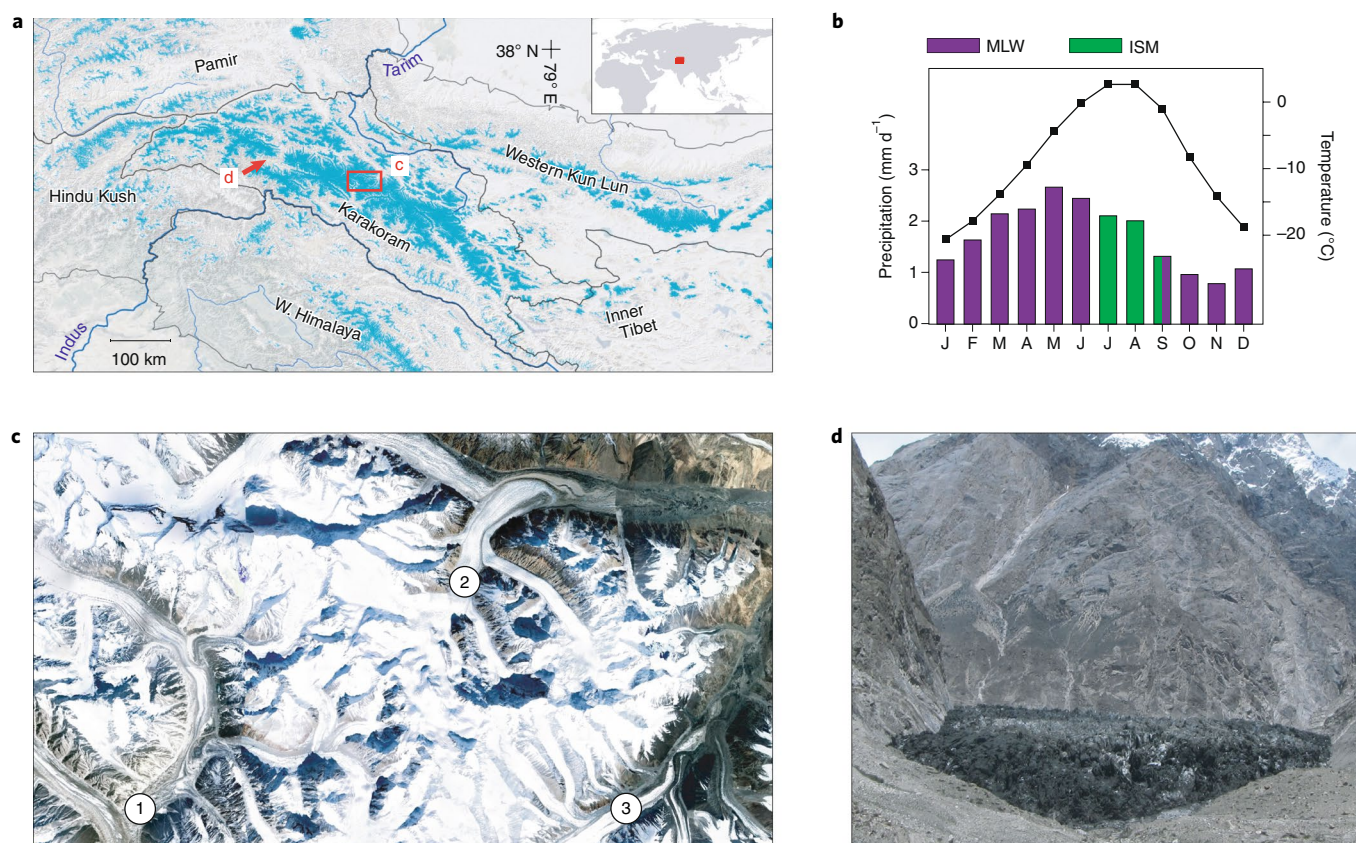 a
Pamir
38° N
79° E
Tarim
c
d
Western Kun Lun
Hindu Kush
Karakoram
Inner
Tibet
W. Himalaya
Indus
100 km
b
MLW
ISM
Precipitation (mm d⁻¹)
3
2
1
0
J F M A M J J A S O N D
0
−10
−20
Temperature (°C)
c
2
1
3
d